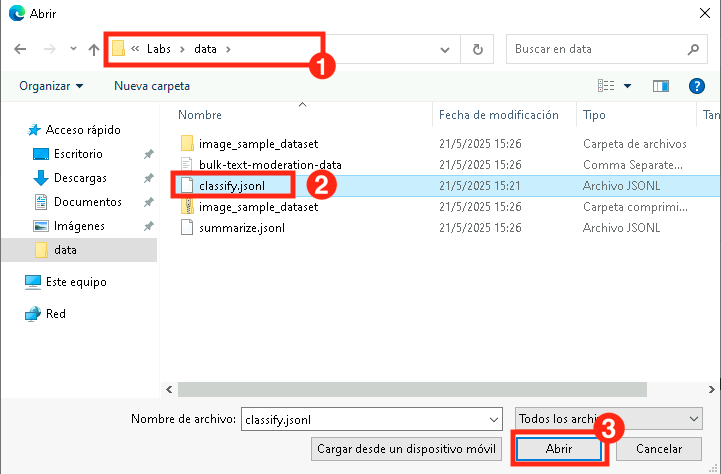 Abrir
« Labs > data >
1
Buscar en data
Organizar
Nueva carpeta
?
Nombre
Fecha de modificación
Tipo
Tan
Acceso rápido
Escritorio
Descargas
Documentos
Imágenes
data
Este equipo
Red
image_sample_dataset 21/5/2025 15:26 Carpeta de archivos
bulk-text-moderation-data 21/5/2025 15:26 Comma Separate...
classify.jsonl 2 21/5/2025 15:21 Archivo JSONL
image_sample_dataset 21/5/2025 15:26 Carpeta comprimi...
summarize.jsonl 21/5/2025 15:26 Archivo JSONL
Nombre de archivo: classify.jsonl
Todos los archi
3
Cargar desde un dispositivo móvil
Abrir
Cancelar